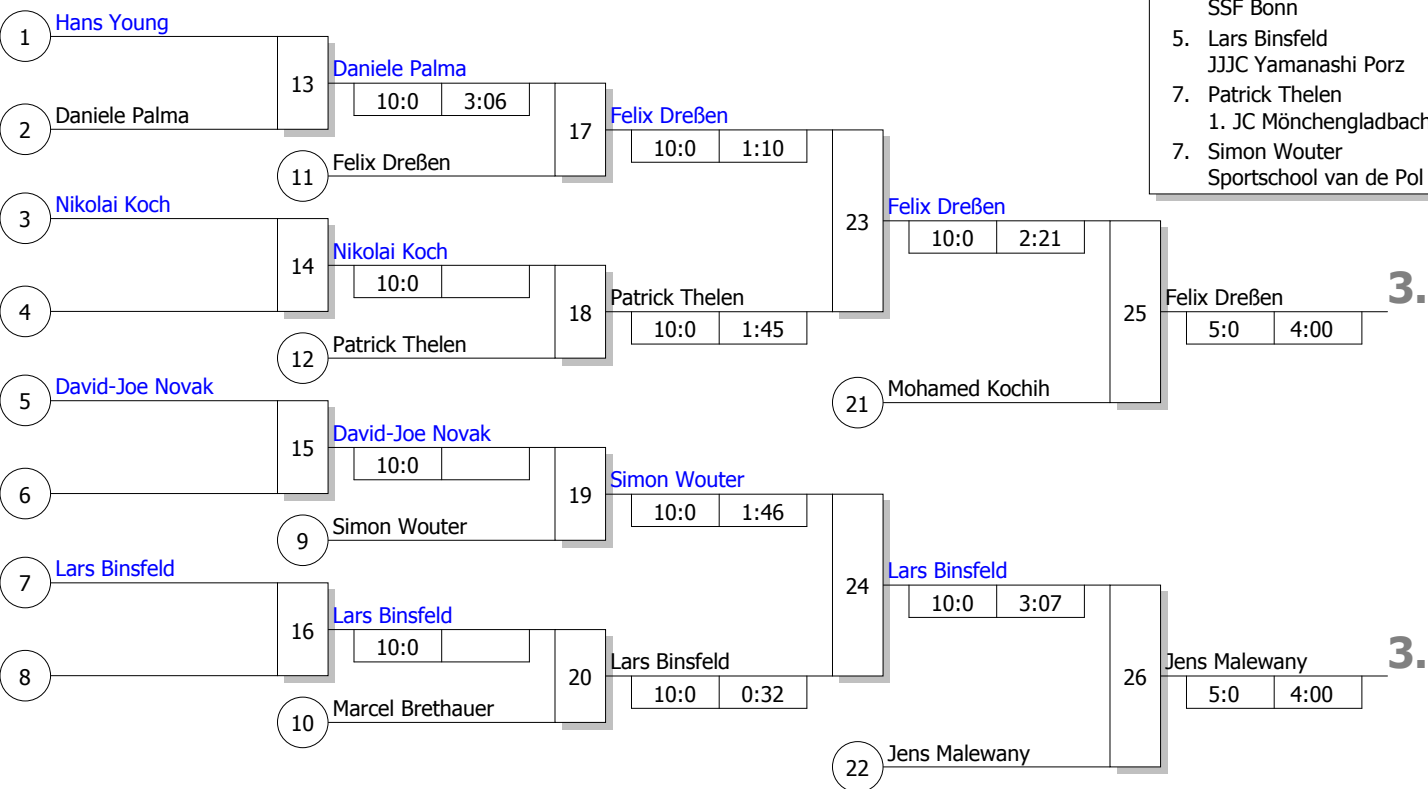 SSF Bonn
5. Lars Binsfeld
JJJC Yamanashi Porz
7. Patrick Thelen
1. JC Mönchengladbach
7. Simon Wouter
Sportschool van de Pol
1 Hans Young
13 Daniele Palma
10:0 3:06
2 Daniele Palma
17 Felix Dreßen
10:0 1:10
11 Felix Dreßen
3 Nikolai Koch
23 Felix Dreßen
10:0 2:21
14 Nikolai Koch
10:0
4
18 Patrick Thelen
10:0 1:45
12 Patrick Thelen
25 Felix Dreßen 3.
5:0 4:00
5 David-Joe Novak
21 Mohamed Kochih
15 David-Joe Novak
10:0
6
19 Simon Wouter
10:0 1:46
9 Simon Wouter
7 Lars Binsfeld
24 Lars Binsfeld
10:0 3:07
16 Lars Binsfeld
10:0
8
20 Lars Binsfeld
10:0 0:32
10 Marcel Brethauer
26 Jens Malewany 3.
5:0 4:00
22 Jens Malewany